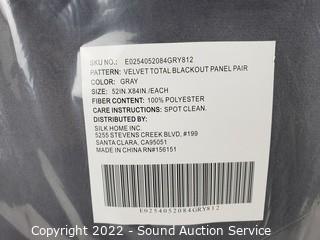 SKU NO.: E0254052084GRY812
PATTERN: VELVET TOTAL BLACKOUT PANEL PAIR
COLOR: GRAY
SIZE: 52IN X84IN /EACH
FIBER CONTENT: 100% POLYESTER
CARE INSTRUCTIONS: SPOT CLEAN.
DISTRIBUTED BY:
SILK HOME INC.
5255 STEVENS CREEK BLVD, #199
SANTA CLARA, CA95051
MADE IN CHINA RN#156151
E0254052084GRY812
Copyright 2022 - Sound Auction Service